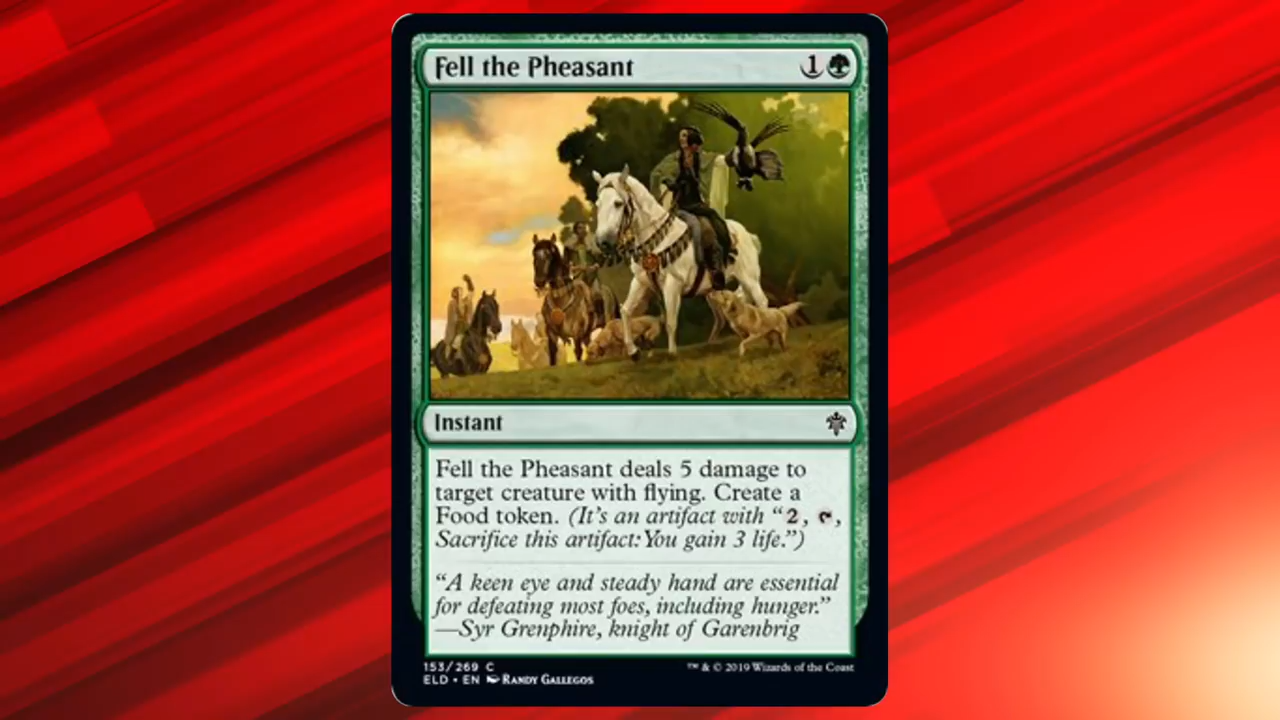 Fell the Pheasant 1
Instant
Fell the Pheasant deals 5 damage to
target creature with flying. Create a
Food token. (It's an artifact with “2, ,
Sacrifice this artifact: You gain 3 life.”)
“A keen eye and steady hand are essential
for defeating most foes, including hunger.”
—Syr Grenphire, knight of Garenbrig
153/269 C
™ & © 2019 Wizards of the Coast
ELD • EN Randy Gallegos